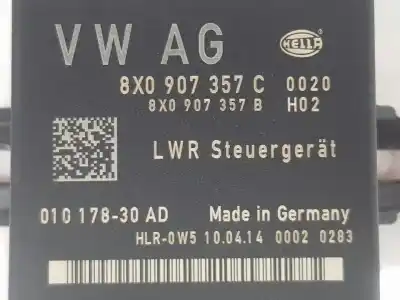 VW AG HELLA
8X0 907 357 C 0020
8X0 907 357 B H02
LWR Steuergerät
010 178-30 AD Made in Germany
HLR-0W5 10.04.14 0002 0283